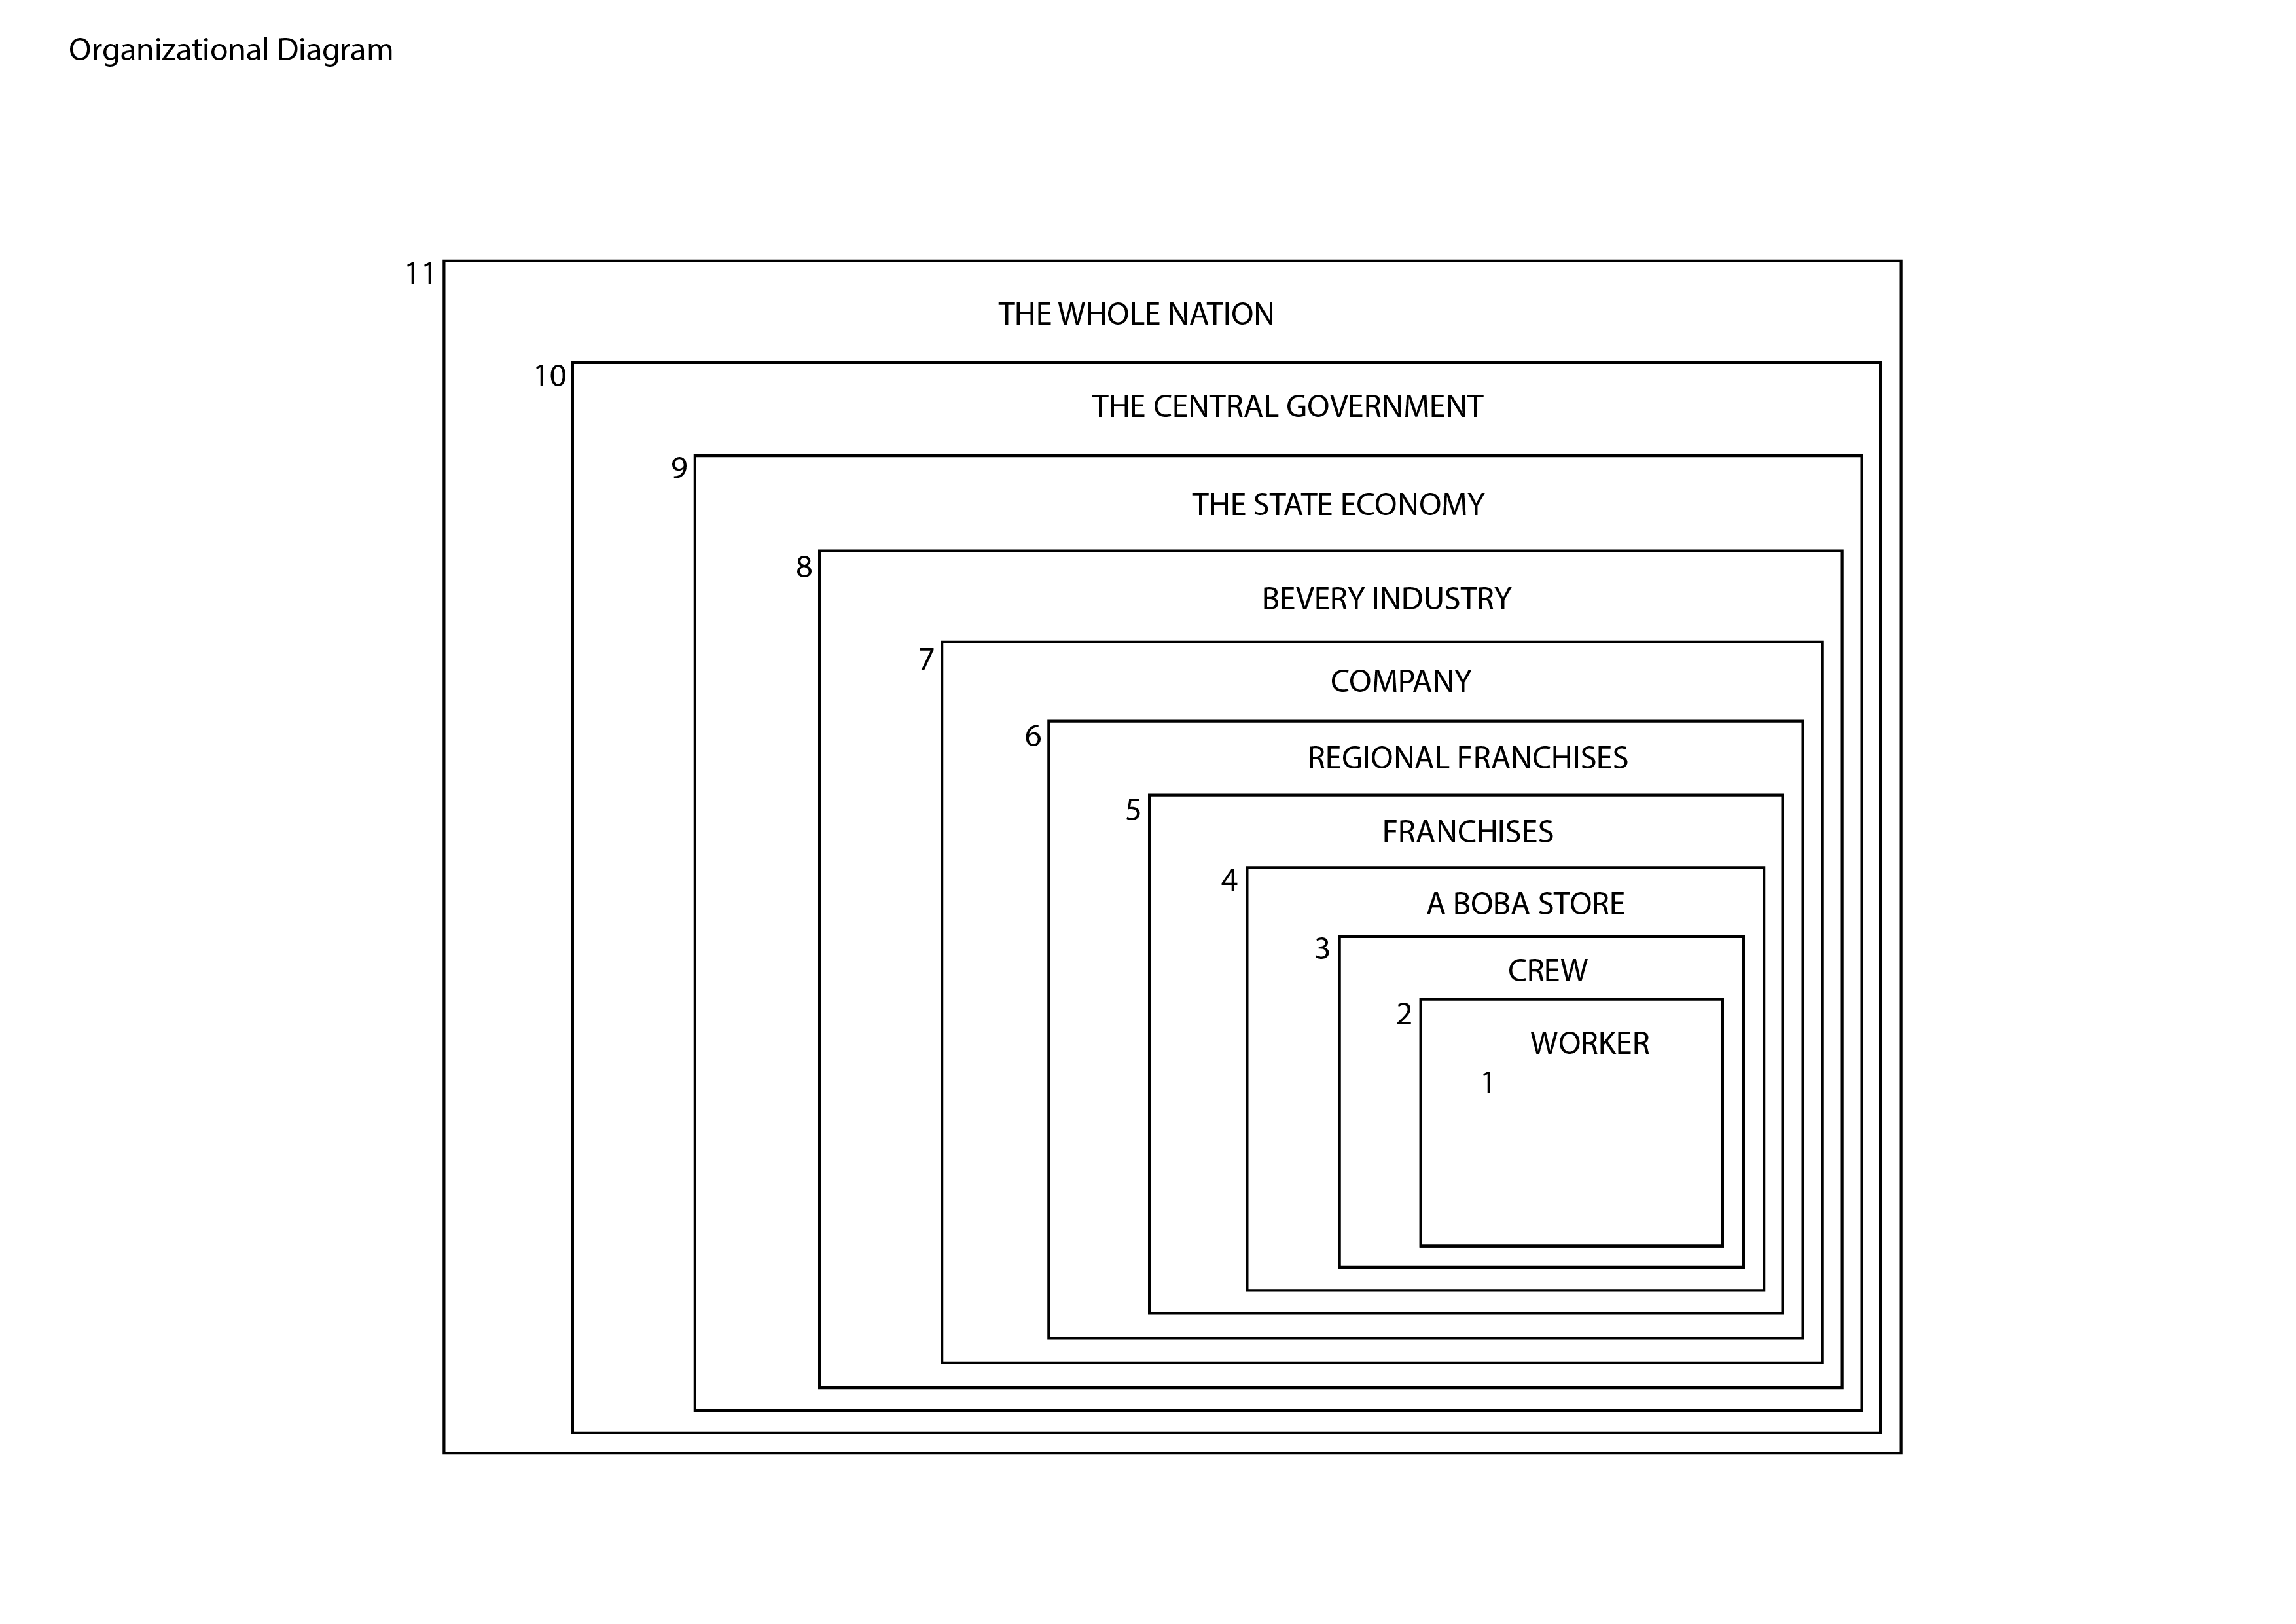 Organizational Diagram
11
THE WHOLE NATION
10
THE CENTRAL GOVERNMENT
9
THE STATE ECONOMY
8
BEVERY INDUSTRY
7
COMPANY
6
REGIONAL FRANCHISES
5
FRANCHISES
4
A BOBA STORE
3
CREW
2
WORKER
1